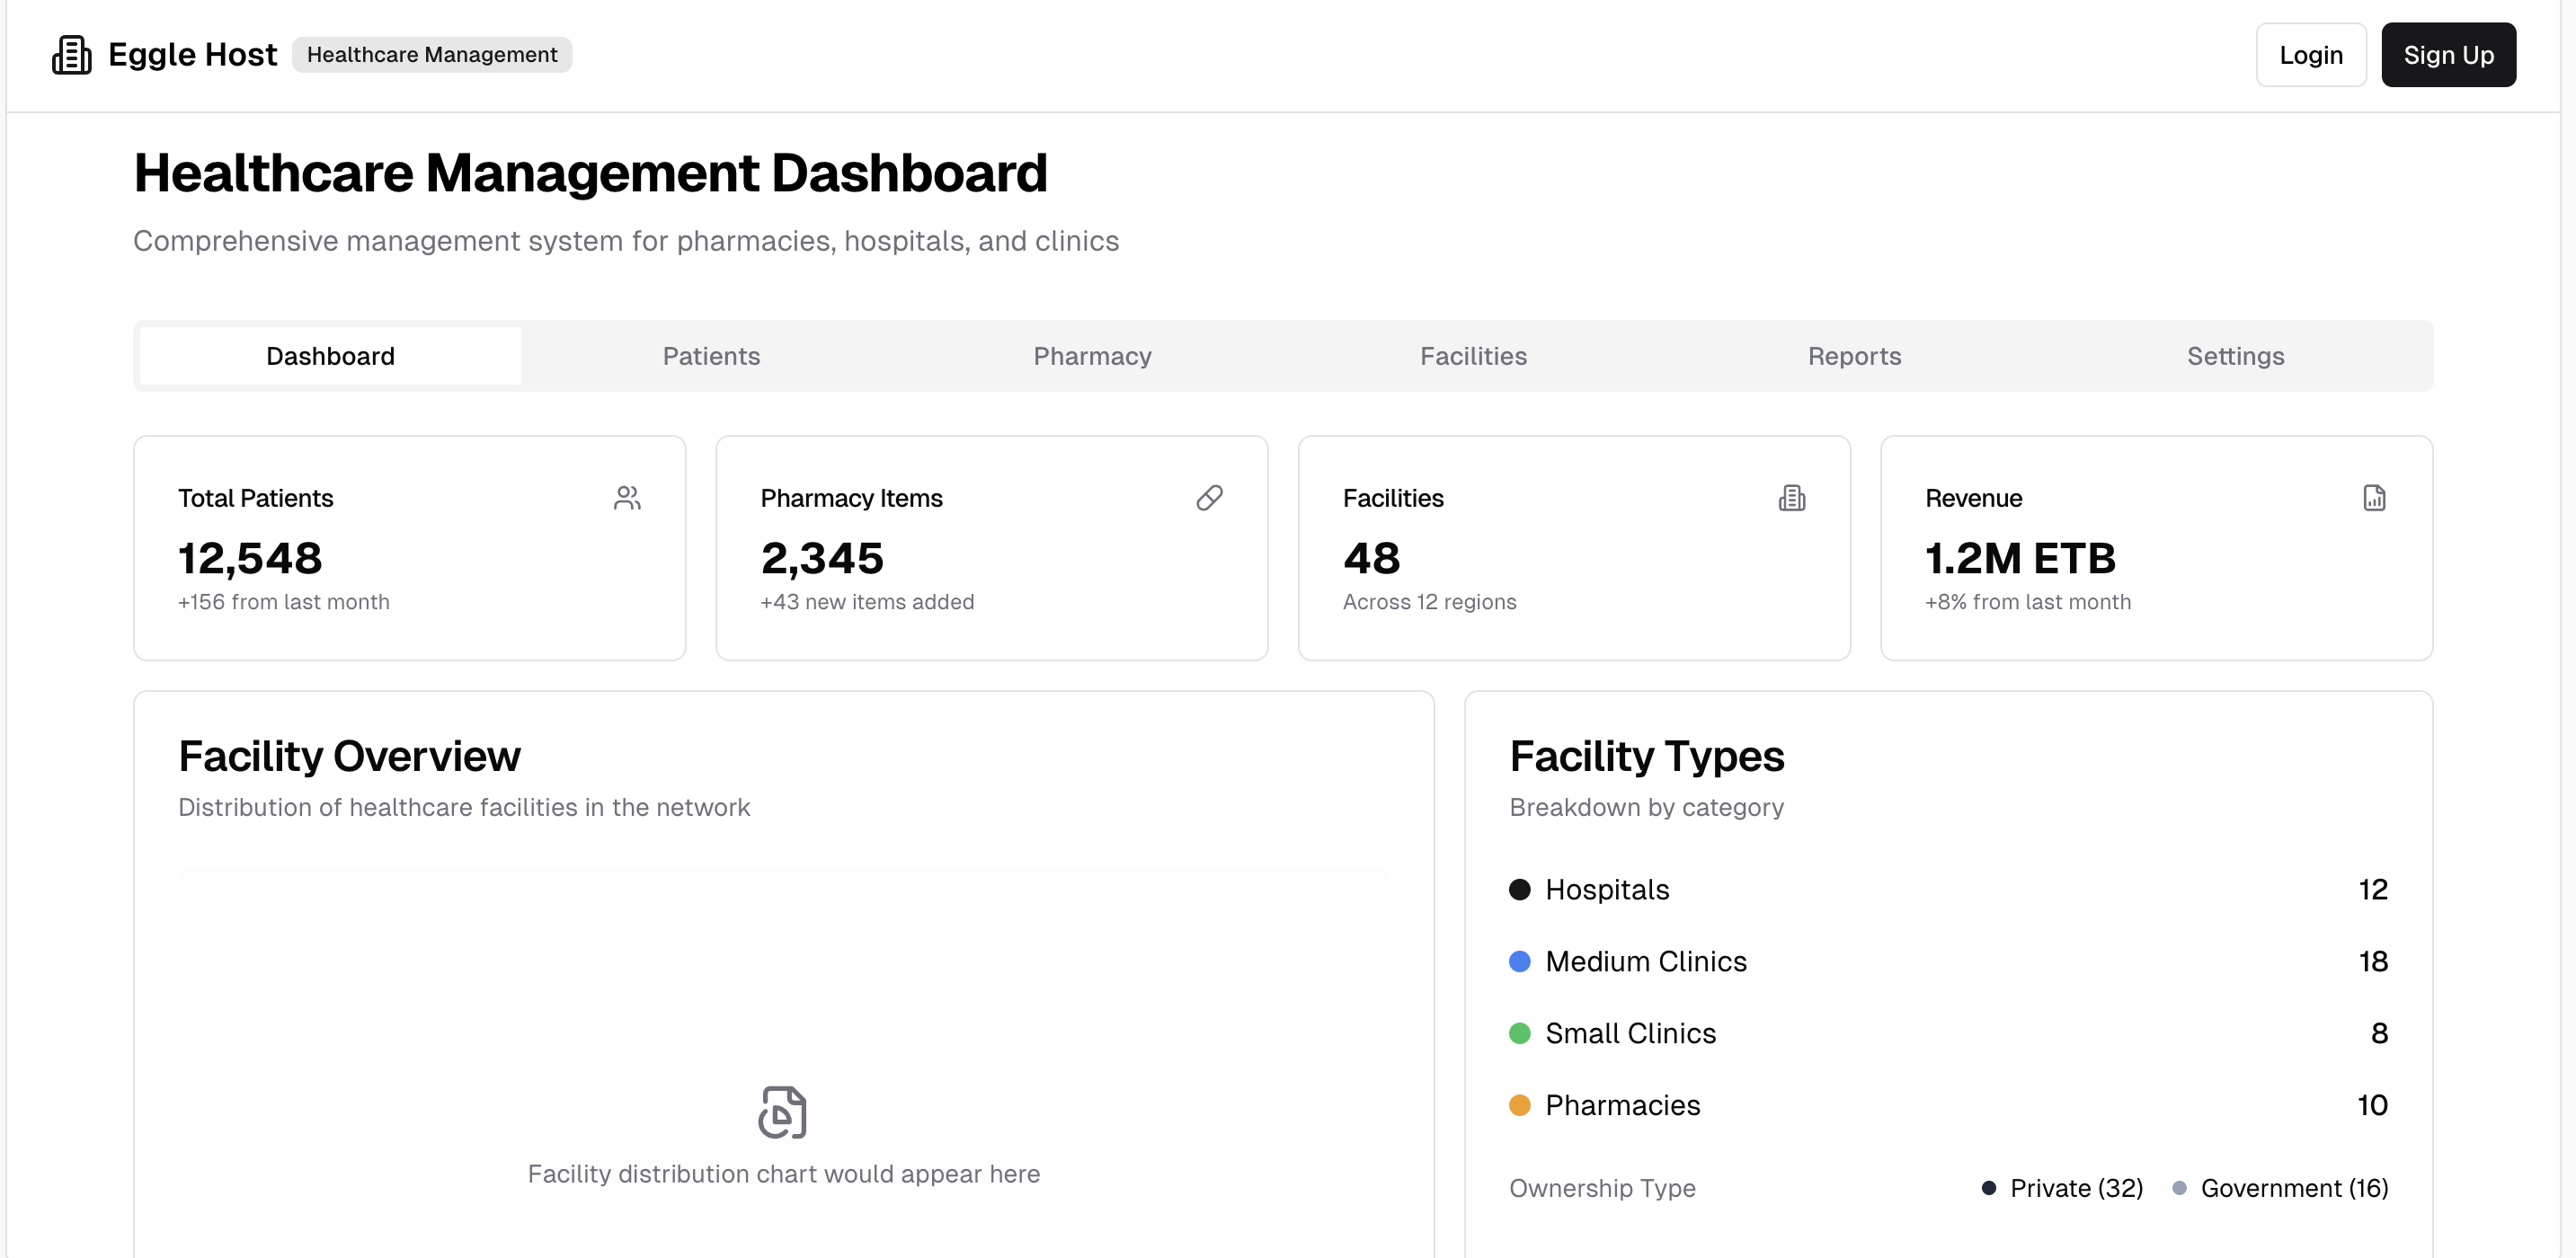 Eggle Host
Healthcare Management
Login
Sign Up
Healthcare Management Dashboard
Comprehensive management system for pharmacies, hospitals, and clinics
Dashboard
Patients
Pharmacy
Facilities
Reports
Settings
Total Patients
12,548
+156 from last month
Pharmacy Items
2,345
+43 new items added
Facilities
48
Across 12 regions
Revenue
1.2M ETB
+8% from last month
Facility Overview
Distribution of healthcare facilities in the network
Facility distribution chart would appear here
Facility Types
Breakdown by category
Hospitals 12
Medium Clinics 18
Small Clinics 8
Pharmacies 10
Ownership Type Private (32) Government (16)